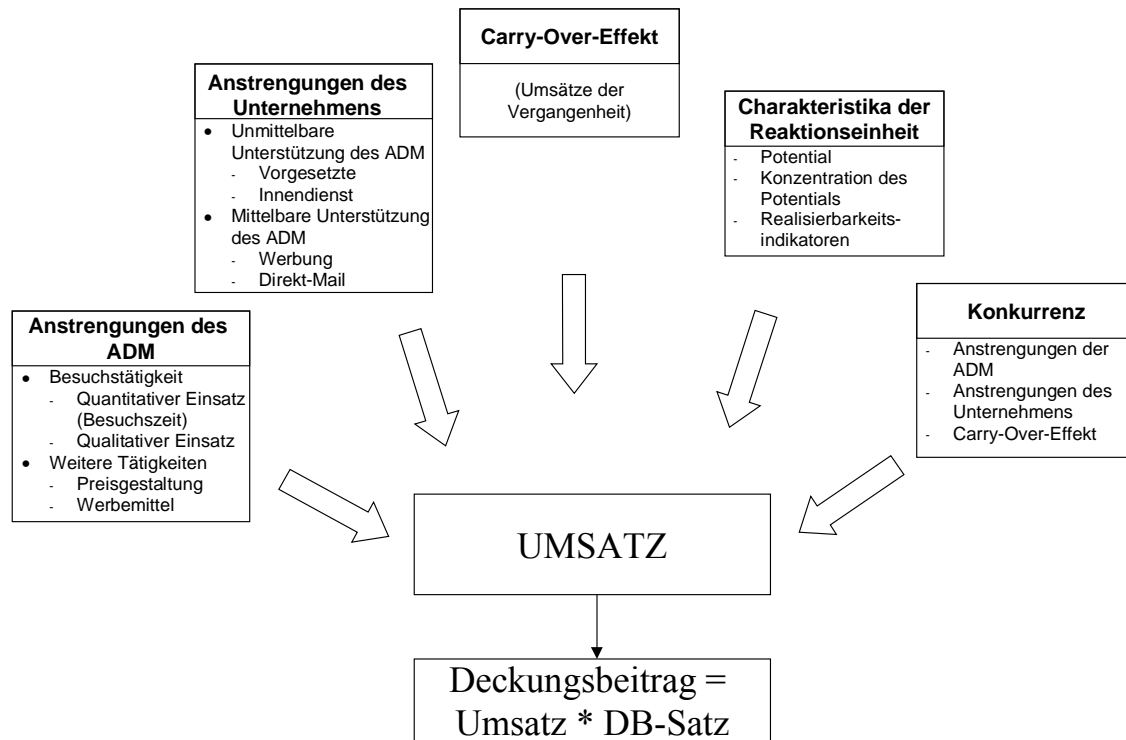 Carry-Over-Effekt
(Umsätze der
Vergangenheit)
Anstrengungen des
Unternehmens
● Unmittelbare
Unterstützung des ADM
- Vorgesetzte
- Innendienst
● Mittelbare Unterstützung
des ADM
- Werbung
- Direkt-Mail
Charakteristika der
Reaktionseinheit
- Potential
- Konzentration des
Potentials
- Realisierbarkeits-
indikatoren
Anstrengungen des
ADM
● Besuchstätigkeit
- Quantitativer Einsatz
(Besuchszeit)
- Qualitativer Einsatz
● Weitere Tätigkeiten
- Preisgestaltung
- Werbemittel
Konkurrenz
- Anstrengungen der
ADM
- Anstrengungen des
Unternehmens
- Carry-Over-Effekt
UMSATZ
Deckungsbeitrag =
Umsatz * DB-Satz